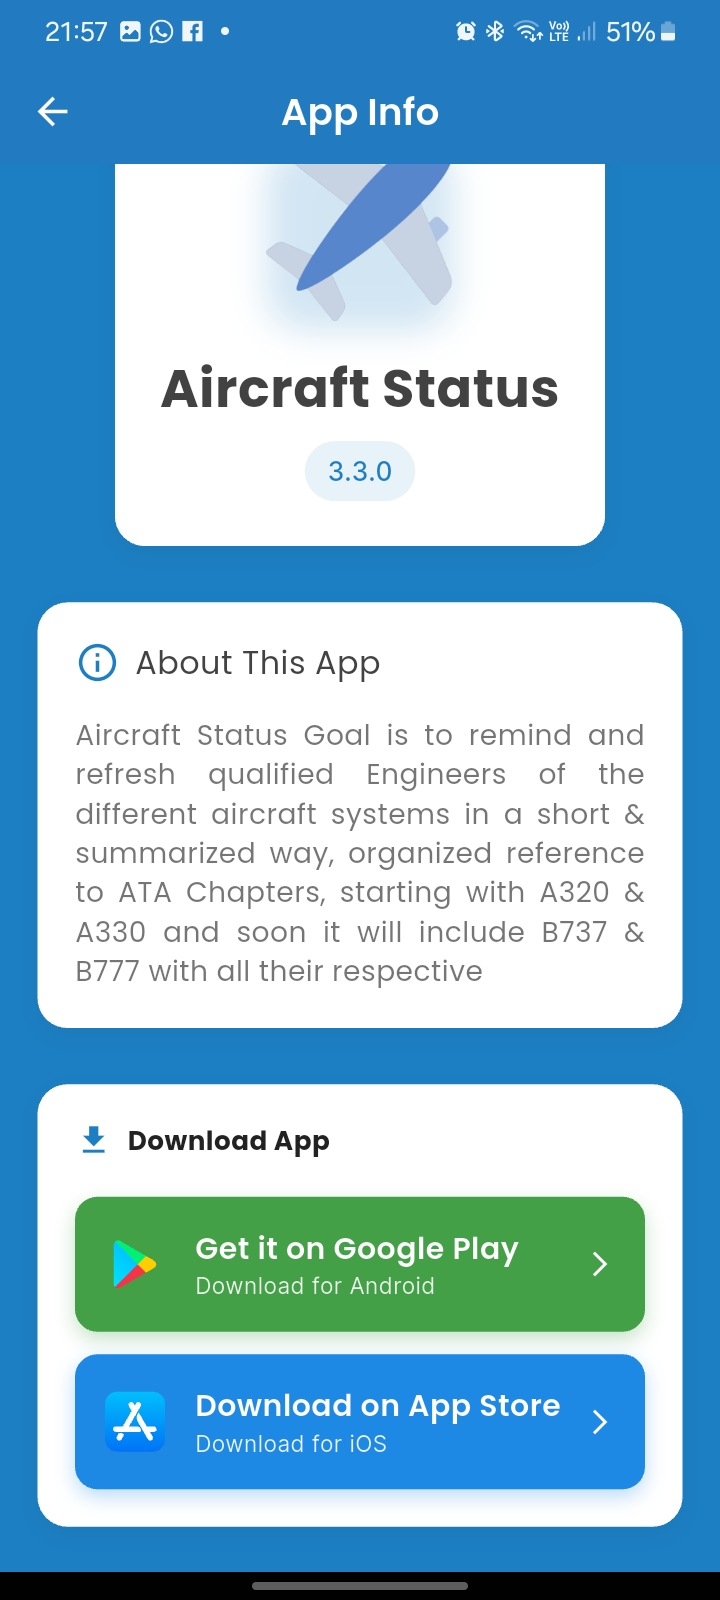 21:57
Vo))
LTE
51%
App Info
Aircraft Status
3.3.0
About This App
Aircraft Status Goal is to remind and
refresh qualified Engineers of the
different aircraft systems in a short &
summarized way, organized reference
to ATA Chapters, starting with A320 &
A330 and soon it will include B737 &
B777 with all their respective
Download App
Get it on Google Play
Download for Android
Download on App Store
Download for iOS